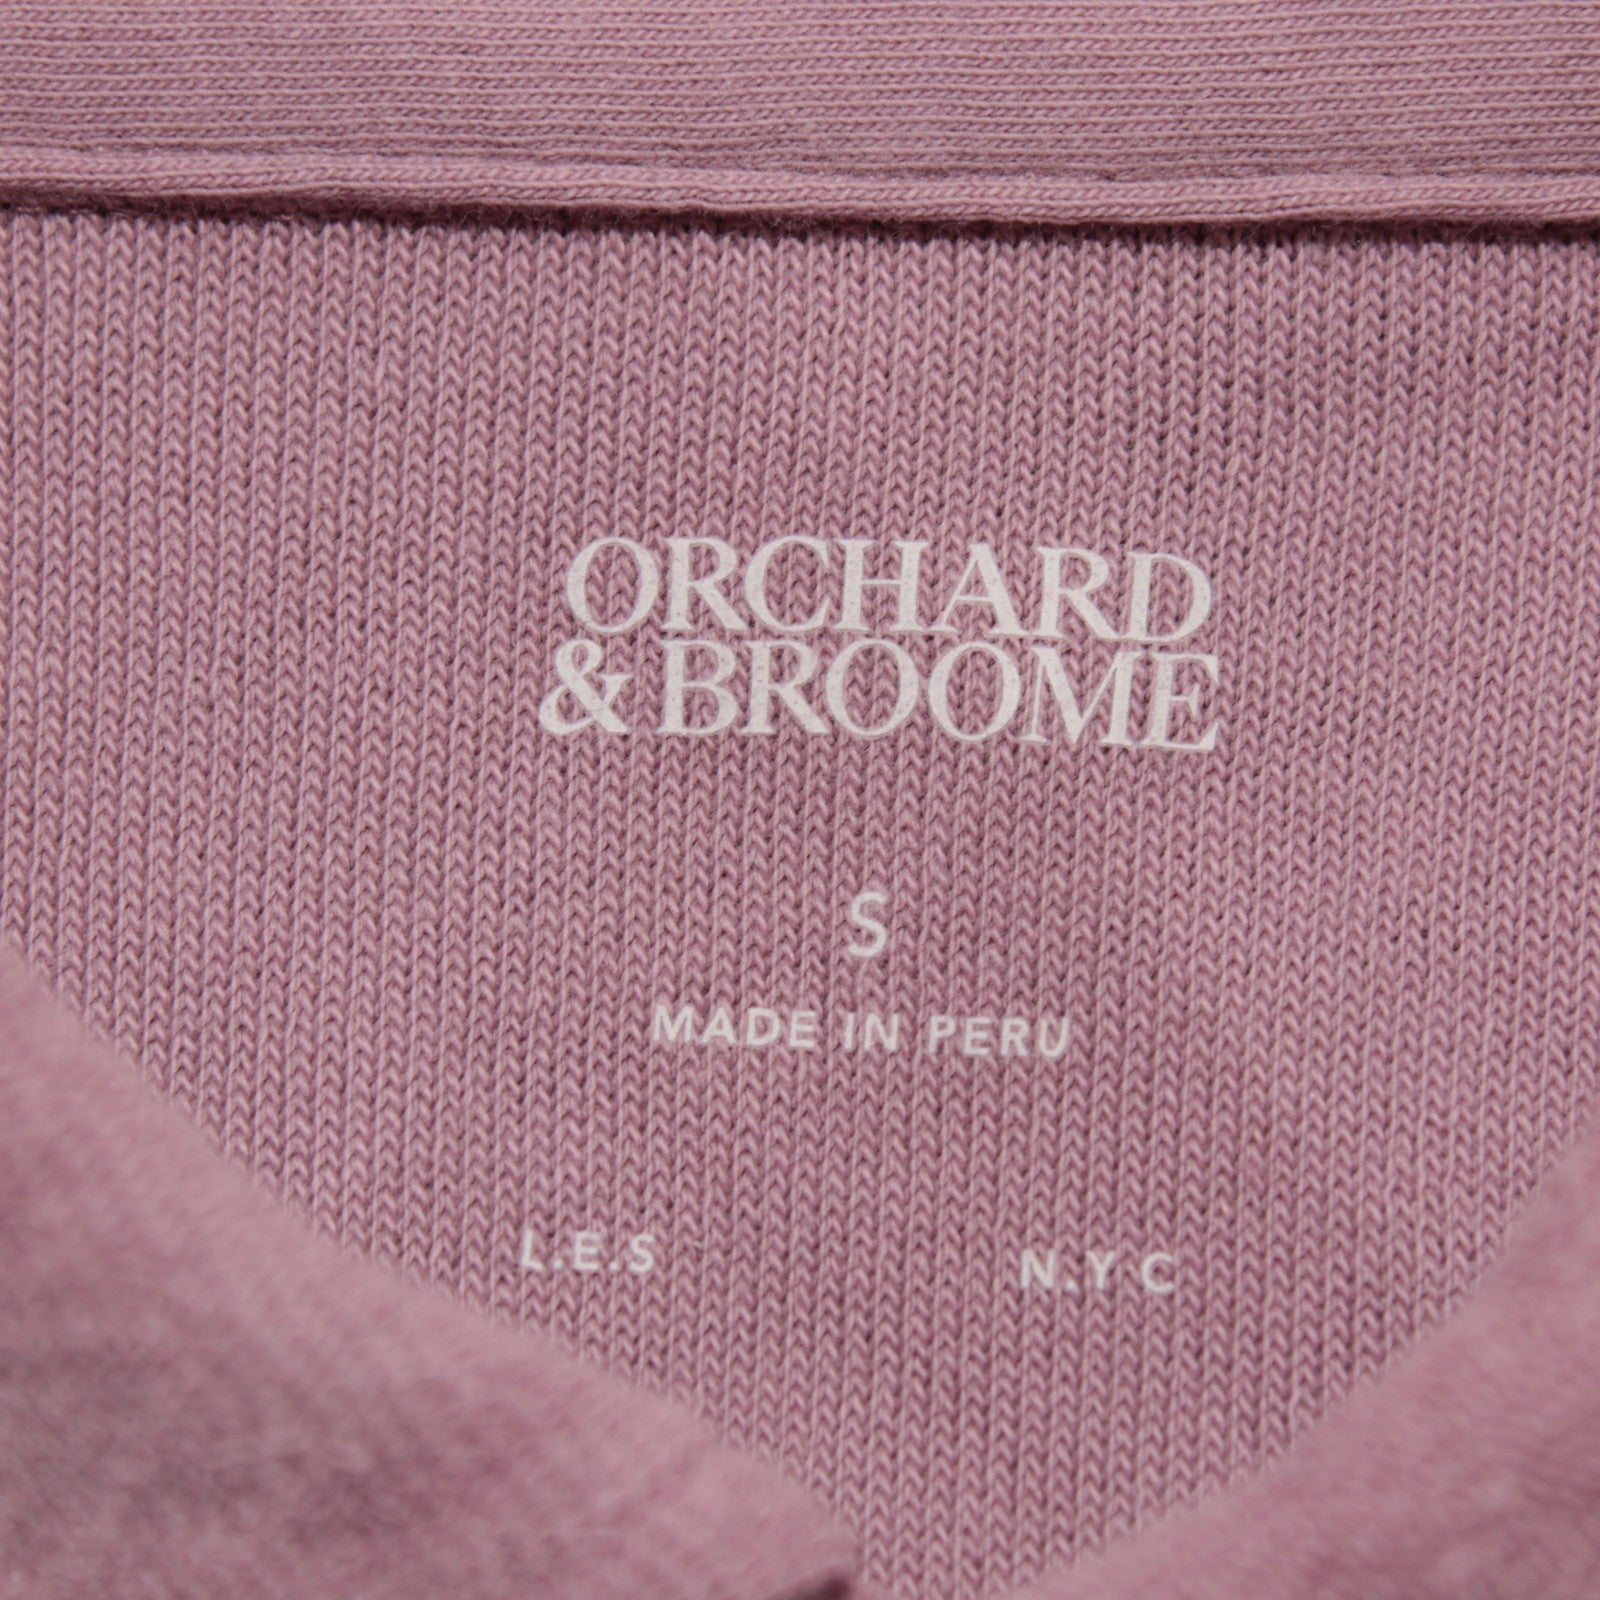 ORCHARD
& BROOME
S
MADE IN PERU
L.E.S N.Y C